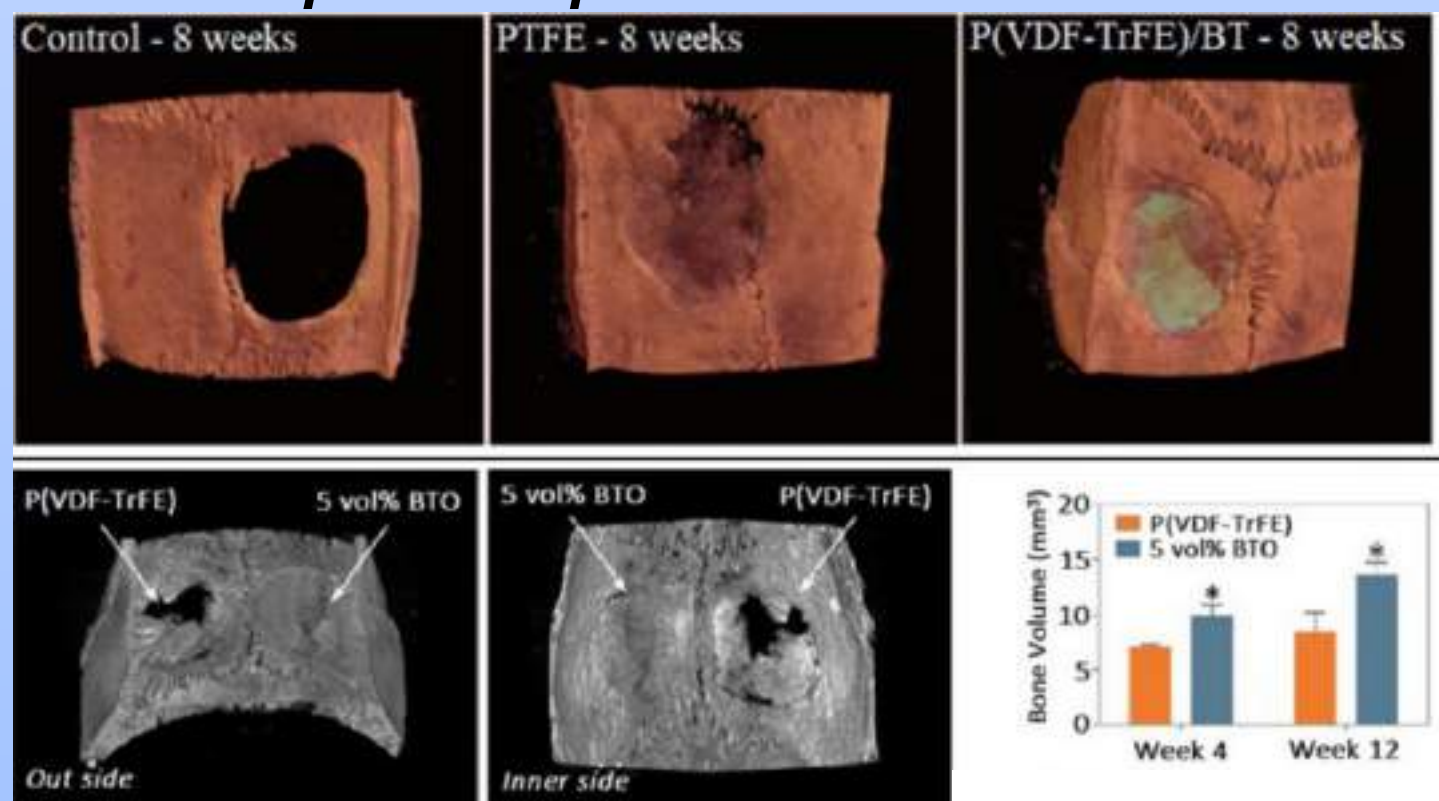 Control - 8 weeks
PTFE - 8 weeks
P(VDF-TrFE)/BT - 8 weeks
P(VDF-TrFE)
5 vol% BTO
Out side
5 vol% BTO
P(VDF-TrFE)
Inner side
Bone Volume (mm³)
20
15
10
5
0
P(VDF-TrFE)
5 vol% BTO
*
*
Week 4
Week 12